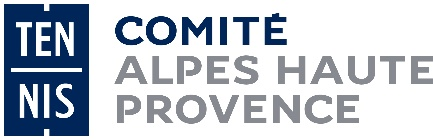 TEN
NIS
COMITÉ
ALPES HAUTE
PROVENCE